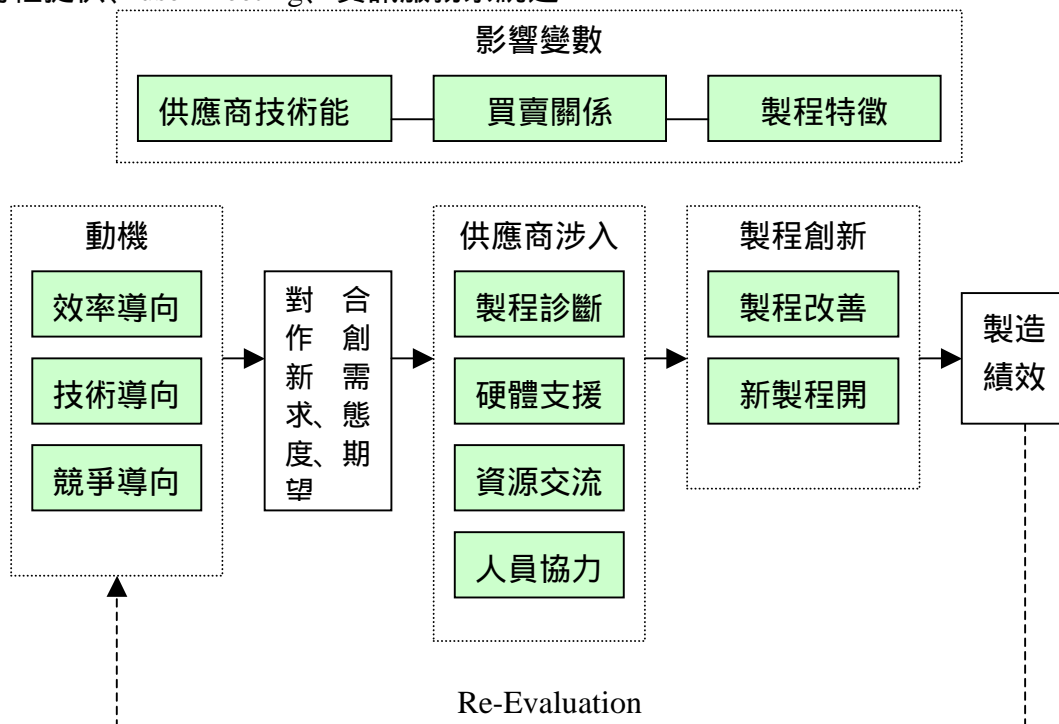 影響變數
供應商技術能
買賣關係
製程特徵
動機
效率導向
技術導向
競爭導向
對 合
作 創
新 需
求、態
度、期
望
供應商涉入
製程診斷
硬體支援
資源交流
人員協力
製程創新
製程改善
新製程開
製造
績效
Re-Evaluation